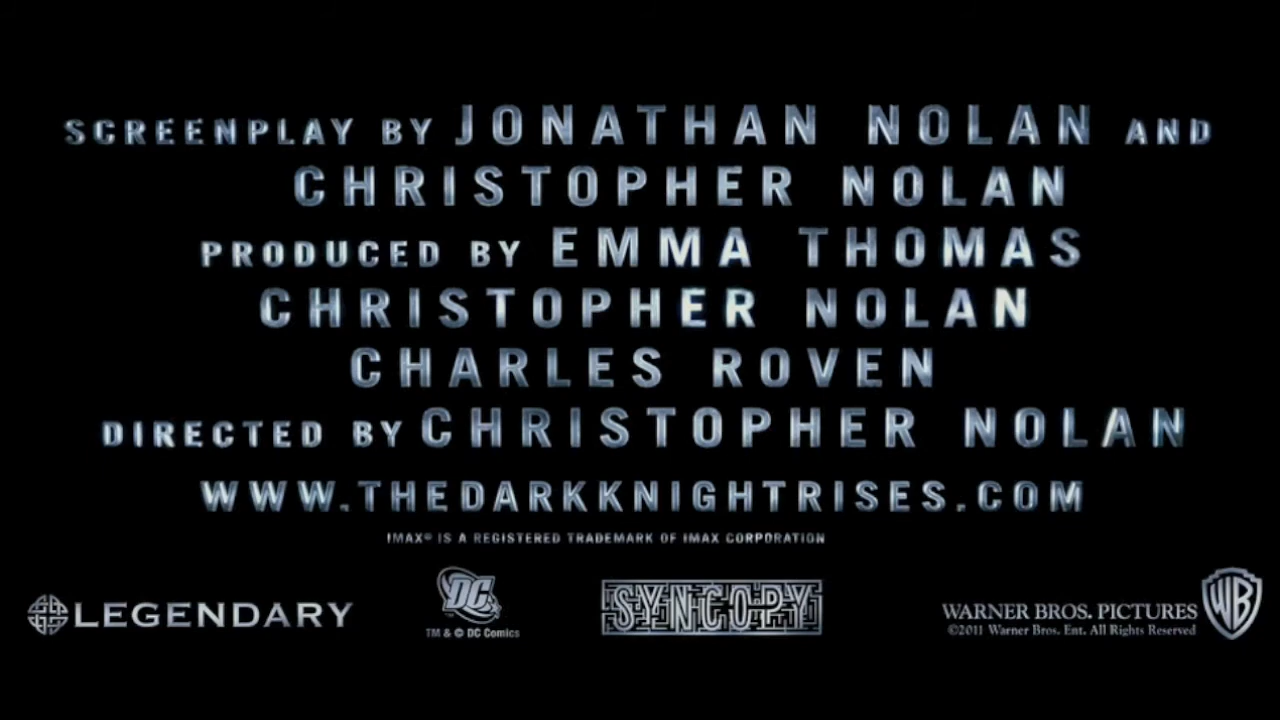 SCREENPLAY BY JONATHAN NOLAN AND
CHRISTOPHER NOLAN
PRODUCED BY EMMA THOMAS
CHRISTOPHER NOLAN
CHARLES ROVEN
DIRECTED BY CHRISTOPHER NOLAN
WWW.THEDARKKNIGHTRISES.COM
IMAX® IS A REGISTERED TRADEMARK OF IMAX CORPORATION
LEGENDARY
DC
TM & © DC Comics
SYNCOPY
WARNER BROS. PICTURES
©2011 Warner Bros. Ent. All Rights Reserved
WB